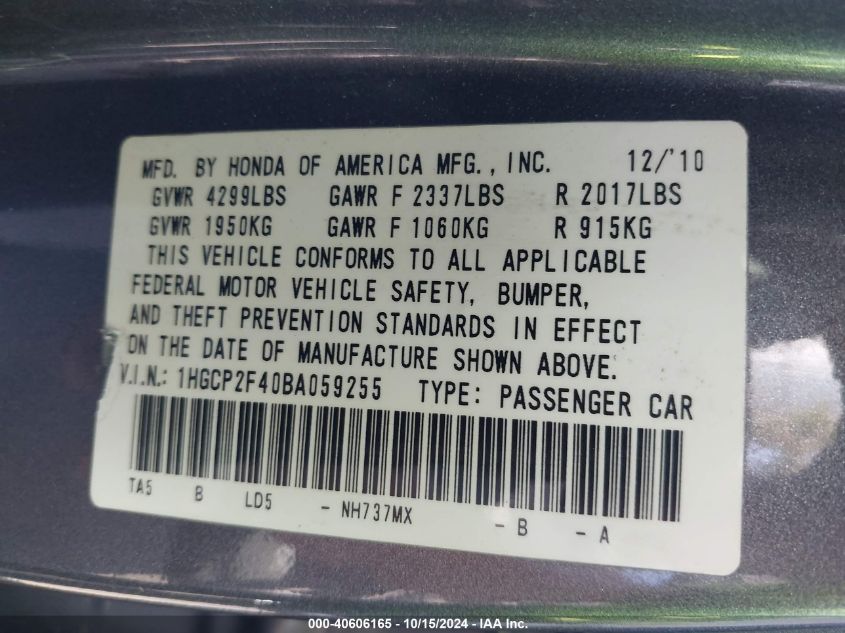 MFD. BY HONDA OF AMERICA MFG., INC. 12/'10
GVWR 4299LBS GAWR F 2337LBS R 2017LBS
GVWR 1950KG GAWR F 1060KG R 915KG
THIS VEHICLE CONFORMS TO ALL APPLICABLE
FEDERAL MOTOR VEHICLE SAFETY, BUMPER,
AND THEFT PREVENTION STANDARDS IN EFFECT
ON THE DATE OF MANUFACTURE SHOWN ABOVE.
V.I.N.: 1HGCP2F40BA059255 TYPE: PASSENGER CAR
TA5 B LD5 - NH737MX - B - A
000-40606165 - 10/15/2024 - IAA Inc.